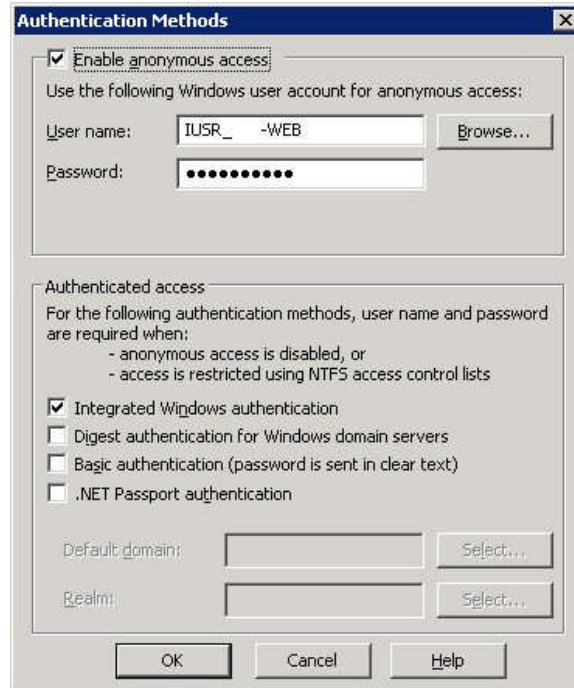 Authentication Methods
Enable anonymous access
Use the following Windows user account for anonymous access:
User name:
IUSR_ -WEB
Browse...
Password:
●●●●●●●●●●
Authenticated access
For the following authentication methods, user name and password
are required when:
- anonymous access is disabled, or
- access is restricted using NTFS access control lists
Integrated Windows authentication
Digest authentication for Windows domain servers
Basic authentication (password is sent in clear text)
.NET Passport authentication
Default domain:
Select...
Realm:
Select...
OK
Cancel
Help